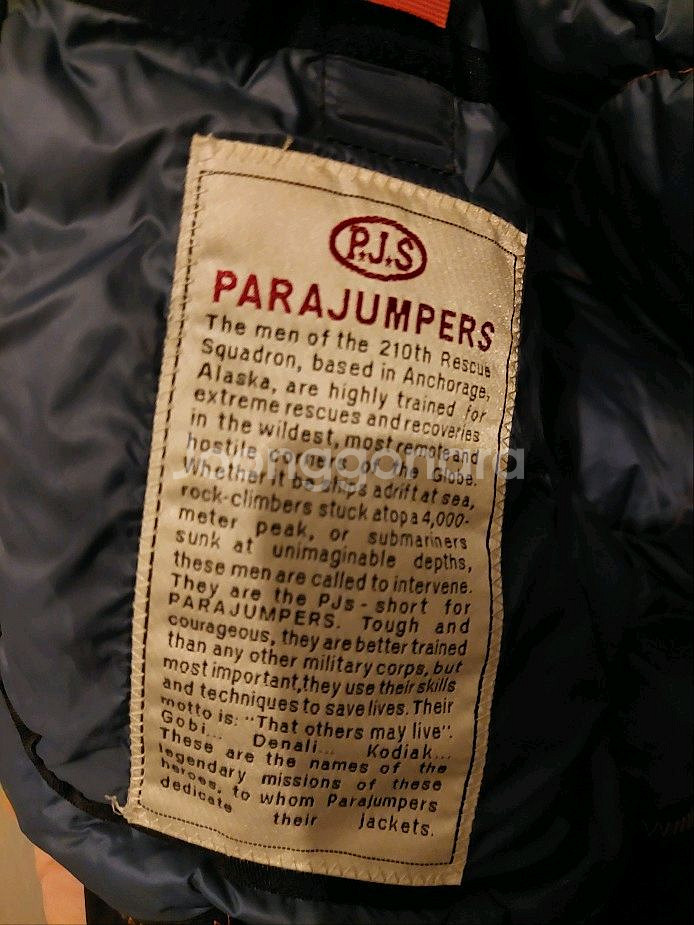 P.J.S
PARAJUMPERS
The men of the 210th Rescue
Squadron, based in Anchorage,
Alaska, are highly trained for
extreme rescues and recoveries
in the wildest, most remote and
hostile corners of the Globe.
Whether it be ships adrift at sea,
rock-climbers stuck atop a 4,000-
meter peak, or submariners
sunk at unimaginable depths,
these men are called to intervene.
They are the PJs - short for
PARAJUMPERS. Tough and
courageous, they are better trained
than any other military corps, but
most important, they use their skills
and techniques to save lives. Their
motto is: "That others may live".
Gobi... Denali... Kodiak...
These are the names of the
legendary missions of these
heroes, to whom Parajumpers
dedicate their jackets.
Joonggonara